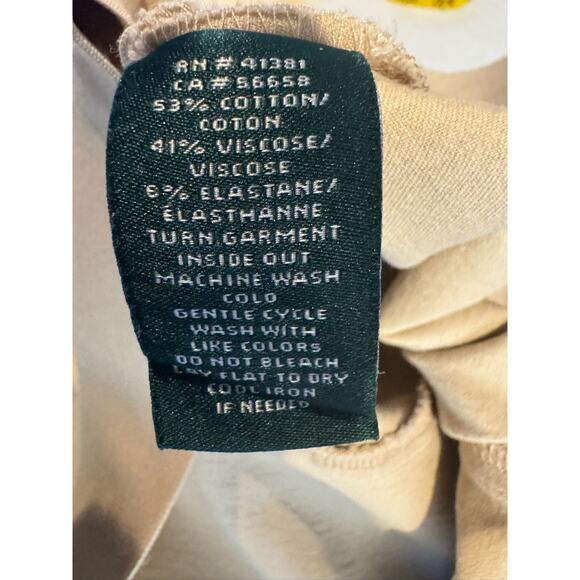 RN # 41381
CA # 56658
53% COTTON/
COTON
41% VISCOSE/
VISCOSE
6% ELASTANE/
ÉLASTHANNE
TURN GARMENT
INSIDE OUT
MACHINE WASH
COLD
GENTLE CYCLE
WASH WITH
LIKE COLORS
DO NOT BLEACH
LAY FLAT TO DRY
COOL IRON
IF NEEDED